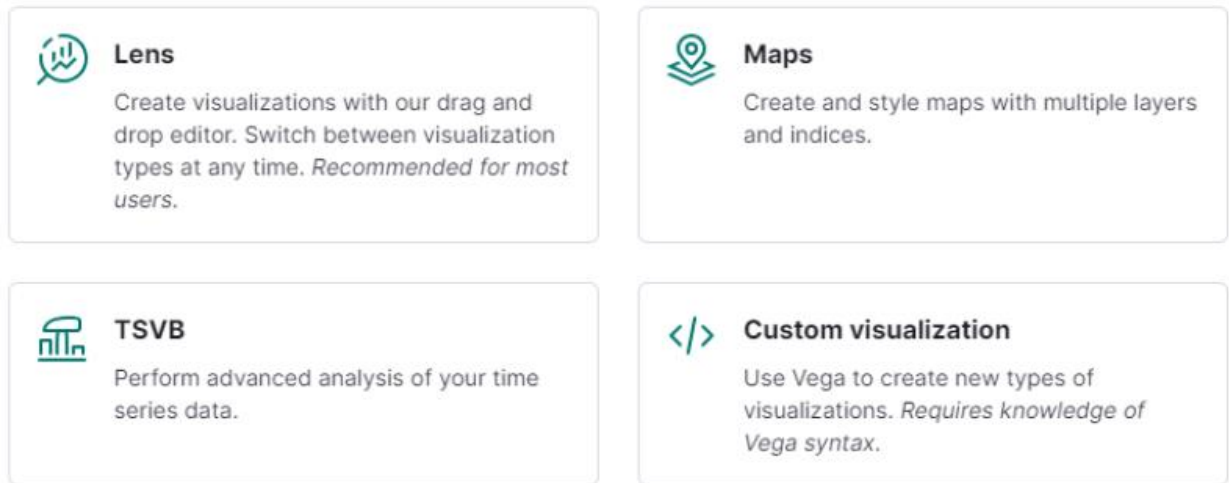 Lens
Create visualizations with our drag and
drop editor. Switch between visualization
types at any time. Recommended for most
users.
Maps
Create and style maps with multiple layers
and indices.
TSVB
Perform advanced analysis of your time
series data.
Custom visualization
Use Vega to create new types of
visualizations. Requires knowledge of
Vega syntax.